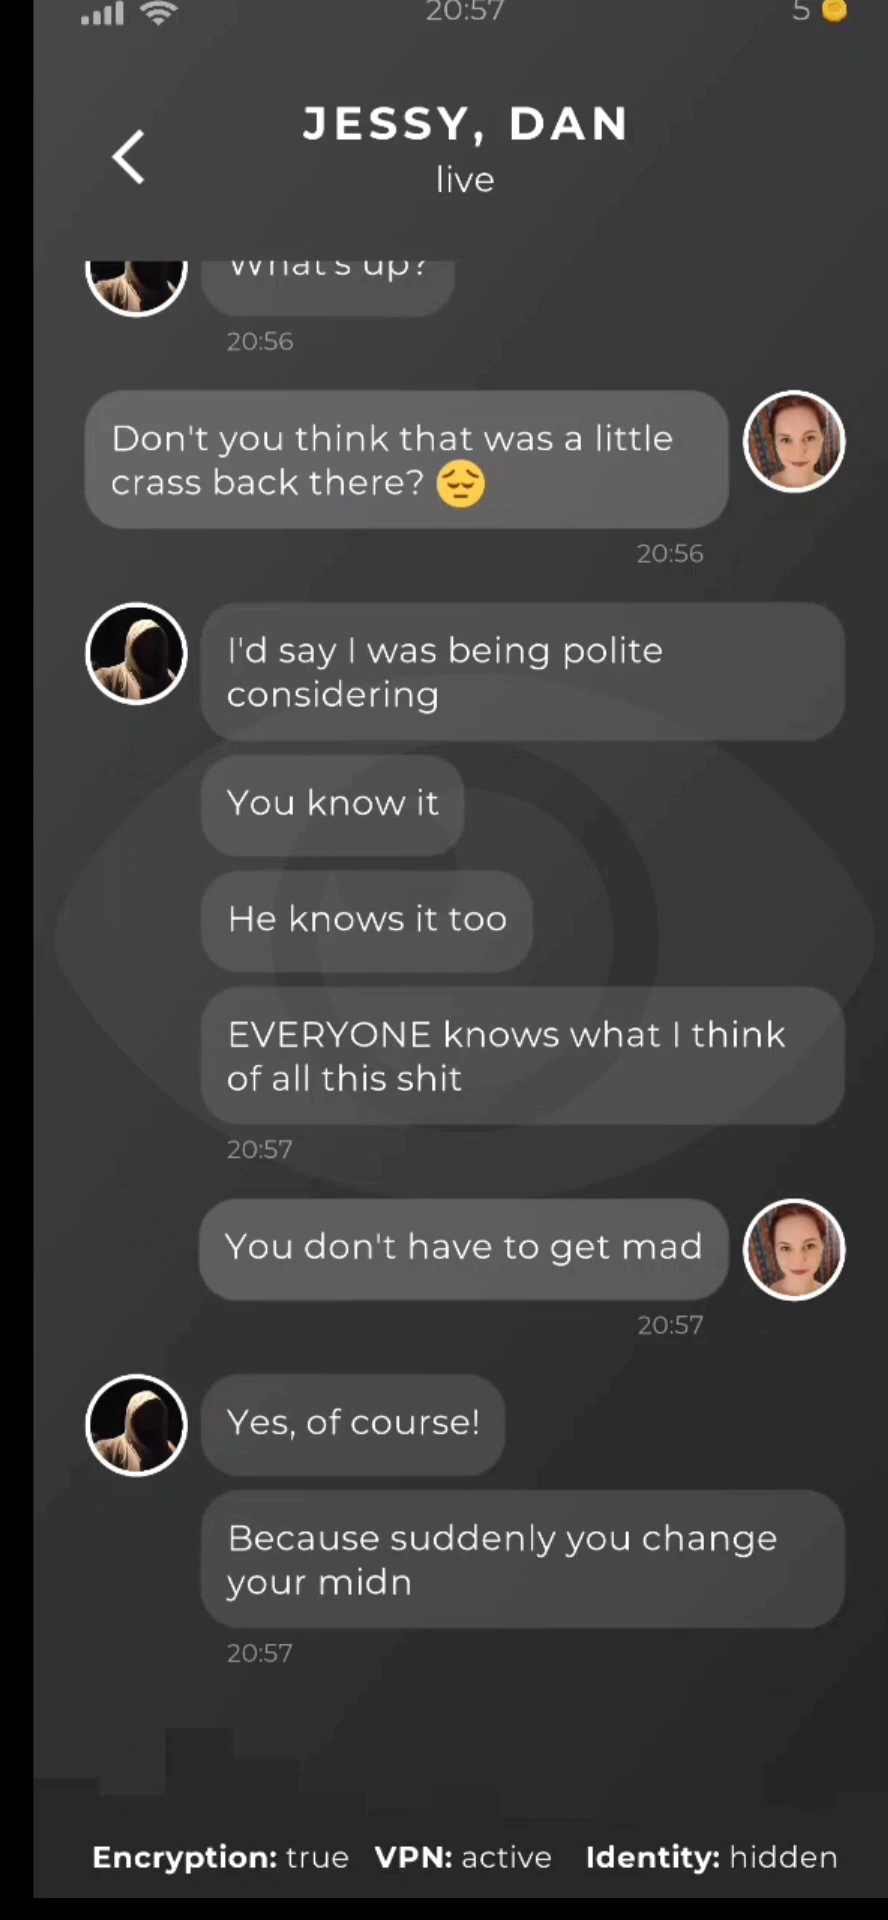 20:57
5
JESSY, DAN
live
What's up?
20:56
Don't you think that was a little
crass back there? 😔
20:56
I'd say I was being polite
considering
You know it
He knows it too
EVERYONE knows what I think
of all this shit
20:57
You don't have to get mad
20:57
Yes, of course!
Because suddenly you change
your midn
20:57
Encryption: true VPN: active Identity: hidden